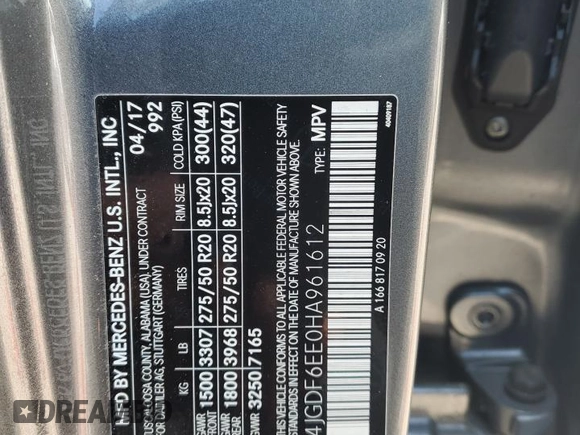 MFD BY MERCEDES-BENZ U.S. INTL., INC
TUSCALOOSA COUNTY, ALABAMA (USA), UNDER CONTRACT 04/17
FOR DAIMLER AG, STUTTGART (GERMANY) 992
KG LB TIRES RIM SIZE COLD KPA(PSI)
GAWR FRONT 1500 3307 275/50 R20 8.5Jx20 300(44)
GAWR REAR 1800 3968 275/50 R20 8.5Jx20 320(47)
GVWR 3250 7165
THIS VEHICLE CONFORMS TO ALL APPLICABLE FEDERAL MOTOR VEHICLE SAFETY
STANDARDS IN EFFECT ON THE DATE OF MANUFACTURE SHOWN ABOVE.
4JGDF6EE0HA961612 TYPE: MPV
A 166 817 09 20 40409187
DREAMERCO